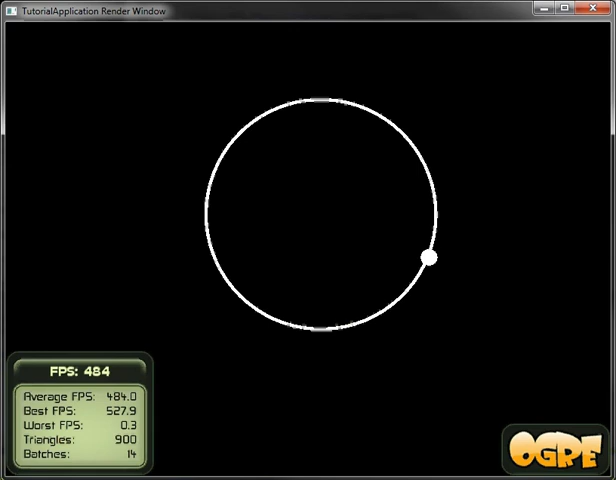 TutorialApplication Render Window
FPS: 484
Average FPS: 484.0
Best FPS: 527.9
Worst FPS: 0.3
Triangles: 900
Batches: 14
OGRE